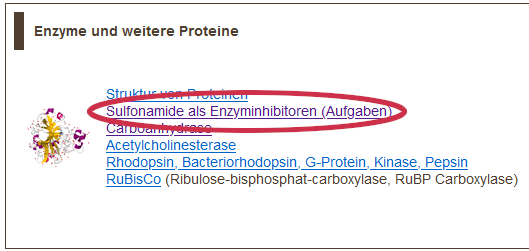 Enzyme und weitere Proteine
Struktur von Proteinen
Sulfonamide als Enzyminhibitoren (Aufgaben)
Carboanhydrase
Acetylcholinesterase
Rhodopsin, Bacteriorhodopsin, G-Protein, Kinase, Pepsin
RuBisCo (Ribulose-bisphosphat-carboxylase, RuBP Carboxylase)